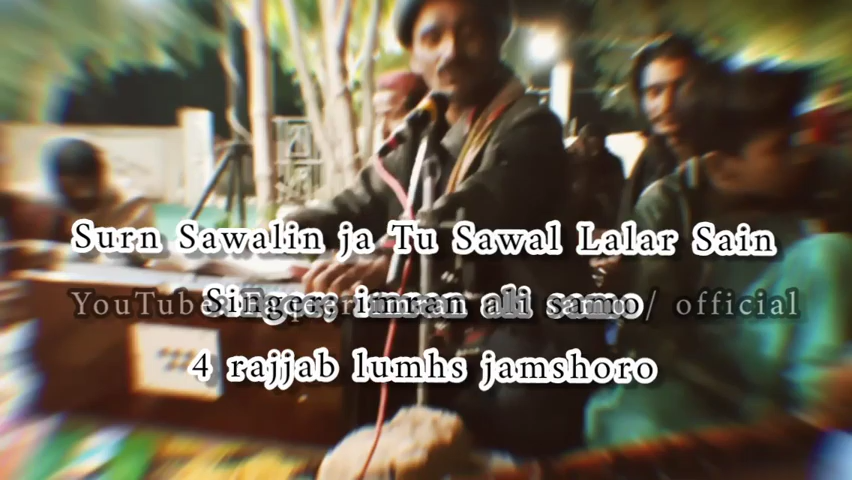 Surn Sawalin ja Tu Sawal Lalar Sain
Singer; imran ali samo
YouTube / official
4 rajjab lumhs jamshoro